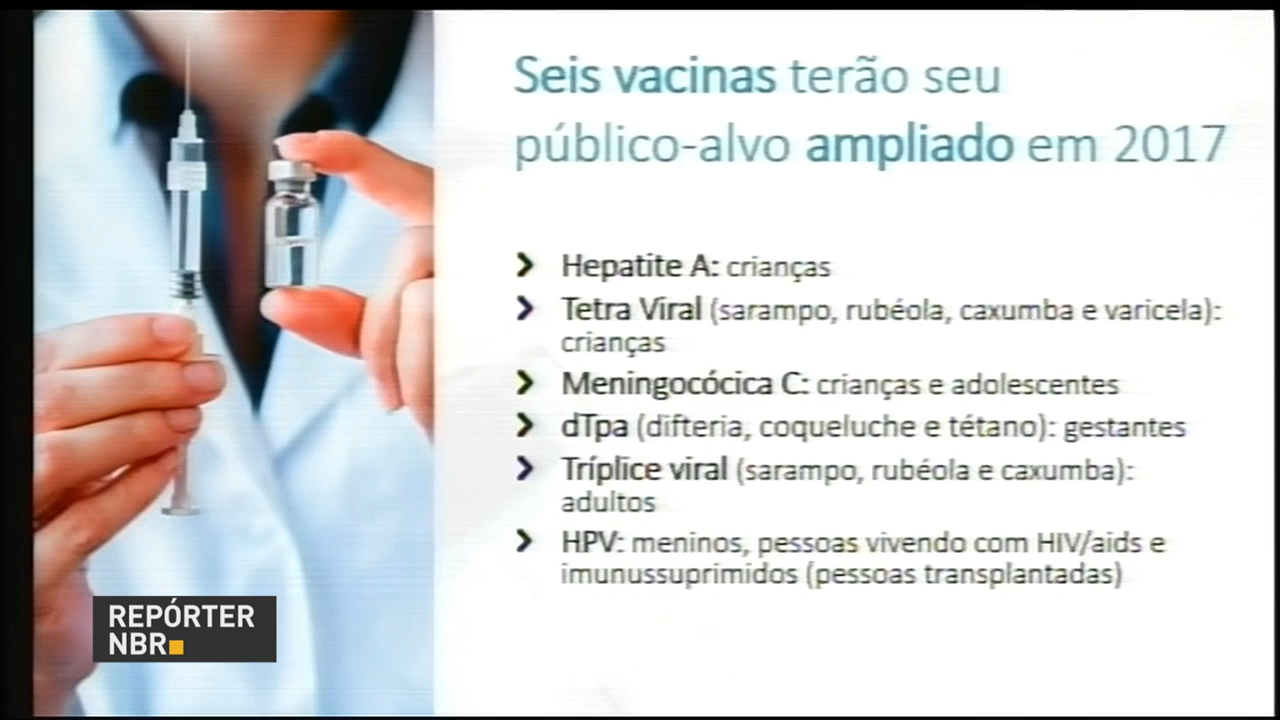 Seis vacinas terão seu
público-alvo ampliado em 2017
Hepatite A: crianças
Tetra Viral (sarampo, rubéola, caxumba e varicela):
crianças
Meningocócica C: crianças e adolescentes
dTpa (difteria, coqueluche e tétano): gestantes
Tríplice viral (sarampo, rubéola e caxumba):
adultos
HPV: meninos, pessoas vivendo com HIV/aids e
imunussuprimidos (pessoas transplantadas)
REPÓRTER
NBR